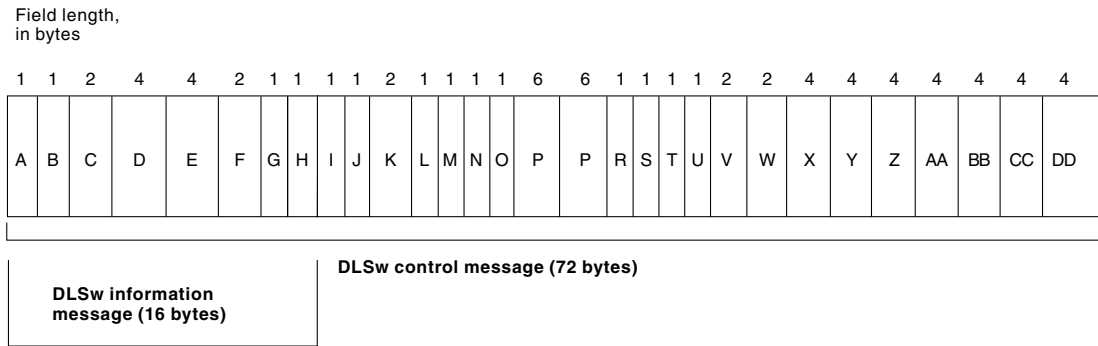 Field length,
in bytes
1 1 2 4 4 2 1 1 1 1 2 1 1 1 1 6 6 1 1 1 1 2 2 4 4 4 4 4 4 4
A B C D E F G H I J K L M N O P P R S T U V W X Y Z AA BB CC DD
DLSw control message (72 bytes)
DLSw information
message (16 bytes)